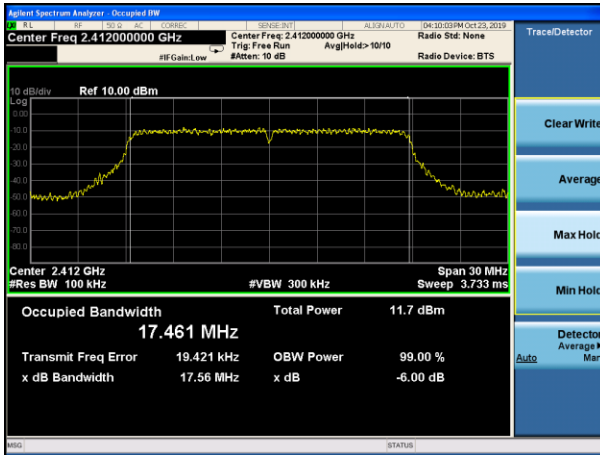 Agilent Spectrum Analyzer - Occupied BW
RL RF 50 Ω AC CORREC SENSE:INT ALIGNAUTO 04:10:03 PM Oct 23, 2019
Center Freq 2.412000000 GHz Center Freq: 2.412000000 GHz Radio Std: None
Trig: Free Run Avg|Hold:> 10/10
#IFGain:Low #Atten: 10 dB Radio Device: BTS
Trace/Detector
10 dB/div Ref 10.00 dBm
Log
0.00
-10.0
-20.0
-30.0
-40.0
-50.0
-60.0
-70.0
-80.0
Center 2.412 GHz Span 30 MHz
#Res BW 100 kHz #VBW 300 kHz Sweep 3.733 ms
Occupied Bandwidth Total Power 11.7 dBm
17.461 MHz
Transmit Freq Error 19.421 kHz OBW Power 99.00 %
x dB Bandwidth 17.56 MHz x dB -6.00 dB
Clear Write
Average
Max Hold
Min Hold
Detector
Average
Auto Man
MSG STATUS